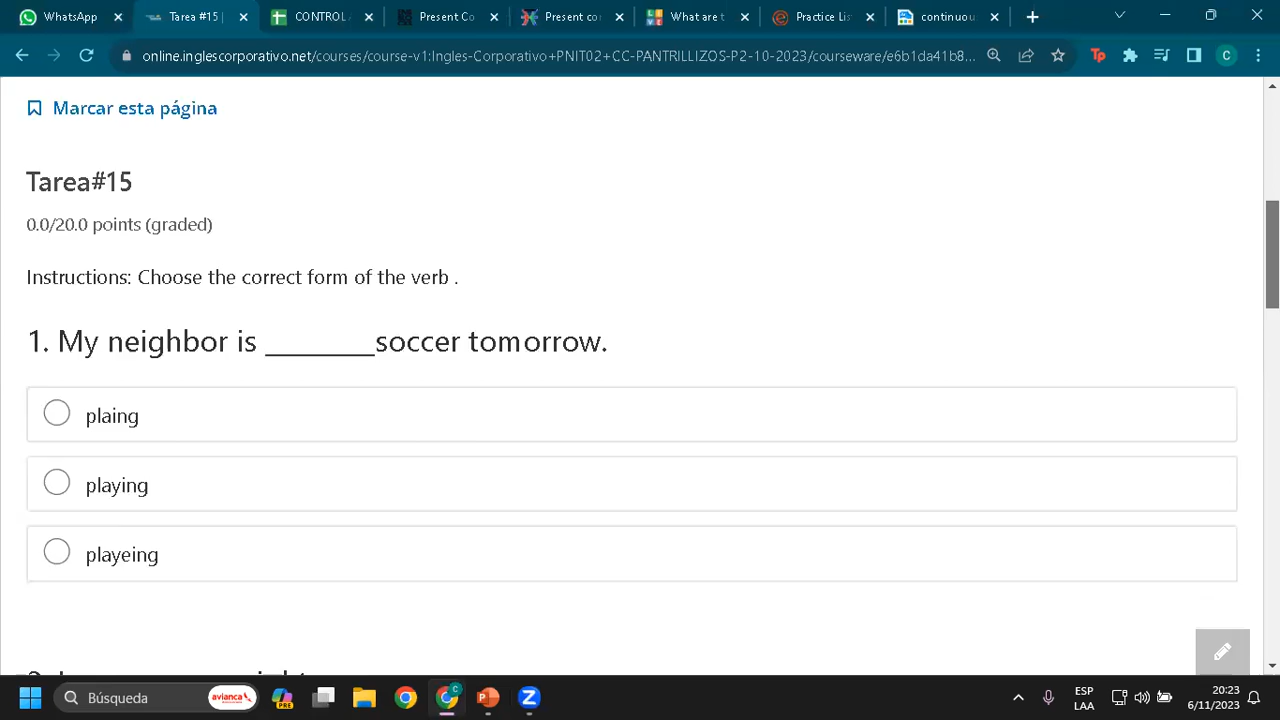 WhatsApp
Tarea #15 |
CONTROL
Present Co
Present co
What are t
Practice Lis
continuou
online.inglescorporativo.net/courses/course-v1:Ingles-Corporativo+PNIT02+CC-PANTRILLIZOS-P2-10-2023/courseware/e6b1da41b8...
Marcar esta página
Tarea#15
0.0/20.0 points (graded)
Instructions: Choose the correct form of the verb .
1. My neighbor is ________soccer tomorrow.
plaing
playing
playeing
Búsqueda
avianca
PRE
ESP
LAA
20:23
6/11/2023